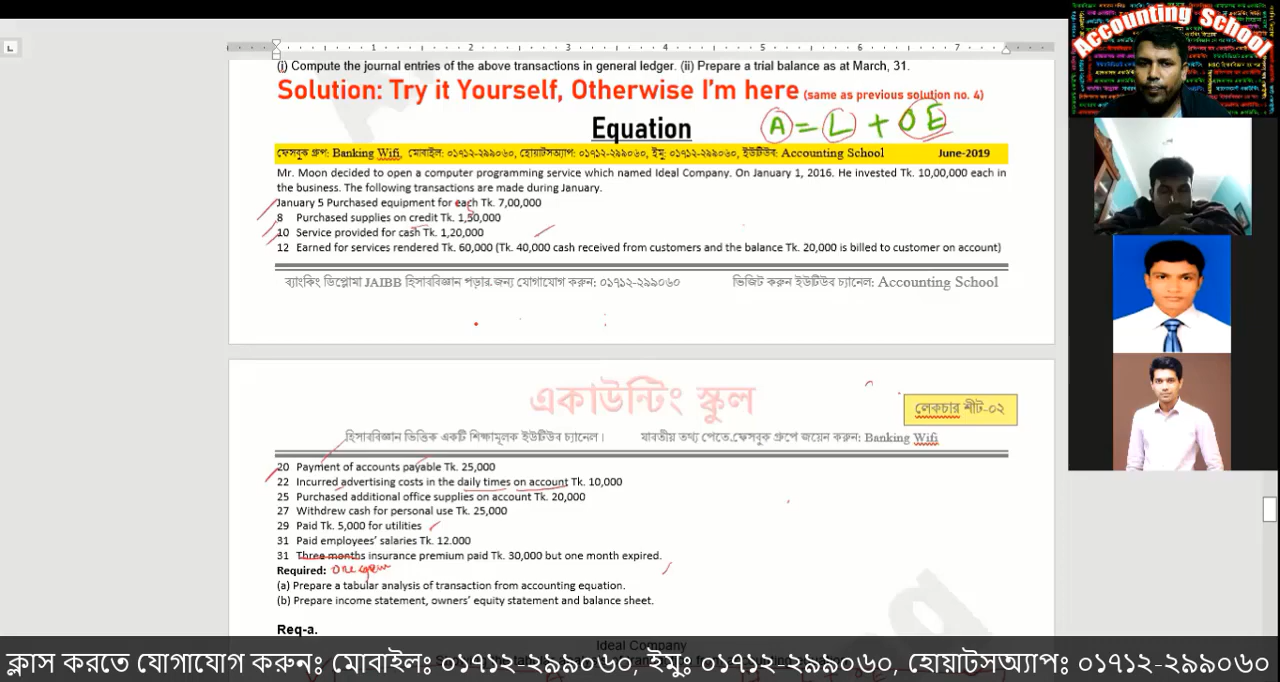 (i) Compute the journal entries of the above transactions in general ledger. (ii) Prepare a trial balance as at March, 31.
Solution: Try it Yourself, Otherwise I'm here (same as previous solution no. 4)
Equation A = L + OE
ফেসবুক গ্রুপ: Banking Wifi, মোবাইল: ০১৭১২-২৯৯০৬০, হোয়াটসঅ্যাপ: ০১৭১২-২৯৯০৬০, ইমু: ০১৭১২-২৯৯০৬০, ইউটিউব: Accounting School June-2019
Mr. Moon decided to open a computer programming service which named Ideal Company. On January 1, 2016. He invested Tk. 10,00,000 each in
the business. The following transactions are made during January.
January 5 Purchased equipment for each Tk. 7,00,000
8 Purchased supplies on credit Tk. 1,50,000
10 Service provided for cash Tk. 1,20,000
12 Earned for services rendered Tk. 60,000 (Tk. 40,000 cash received from customers and the balance Tk. 20,000 is billed to customer on account)
ব্যাংকিং ডিপ্লোমা JAIBB হিসাববিজ্ঞান পড়ার জন্য যোগাযোগ করুন: ০১৭১২-২৯৯০৬০ ভিজিট করুন ইউটিউব চ্যানেল: Accounting School
একাউন্টিং স্কুল
লেকচার শীট-০২
হিসাববিজ্ঞান ভিত্তিক একটি শিক্ষামূলক ইউটিউব চ্যানেল। যাবতীয় তথ্য পেতে ফেসবুক গ্রুপে জয়েন করুন: Banking Wifi
20 Payment of accounts payable Tk. 25,000
22 Incurred advertising costs in the daily times on account Tk. 10,000
25 Purchased additional office supplies on account Tk. 20,000
27 Withdrew cash for personal use Tk. 25,000
29 Paid Tk. 5,000 for utilities
31 Paid employees' salaries Tk. 12.000
31 Three months insurance premium paid Tk. 30,000 but one month expired.
Required: one year
(a) Prepare a tabular analysis of transaction from accounting equation.
(b) Prepare income statement, owners' equity statement and balance sheet.
Req-a.
Ideal Company
ক্লাস করতে যোগাযোগ করুনঃ মোবাইলঃ ০১৭১২-২৯৯০৬০, ইমুঃ ০১৭১২-২৯৯০৬০, হোয়াটসঅ্যাপঃ ০১৭১২-২৯৯০৬০
Accounting School